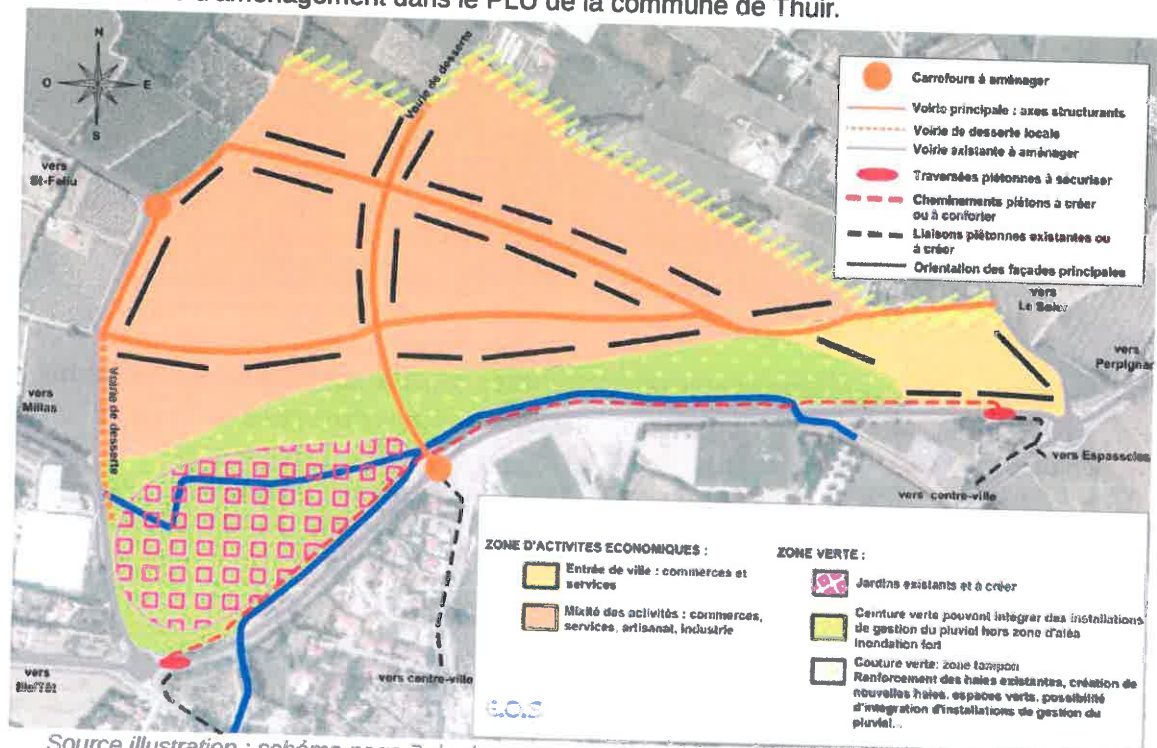 d'aménagement dans le PLU de la commune de Thuir.
N
O
E
S
Voirie de desserte
Carrefours à aménager
Voirie principale : axes structurants
Voirie de desserte locale
Voirie existante à aménager
Traversées piétonnes à sécuriser
Cheminements piétons à créer
ou à conforter
Liaisons piétonnes existantes ou
à créer
Orientation des façades principales
vers
St-Feliu
vers
Le Soler
vers
Perpignan
vers
Millas
Voirie de desserte
vers Espassoles
vers centre-ville
vers centre-ville
vers
ZONE D'ACTIVITES ECONOMIQUES :
Entrée de ville : commerces et
services
Mixité des activités : commerces,
services, artisanat, industrie
ZONE VERTE :
Jardins existants et à créer
Ceinture verte pouvant intégrer des installations
de gestion du pluvial hors zone d'aléa
inondation fort
Couture verte: zone tampon
Renforcement des haies existantes, création de
nouvelles haies, espaces verts, possibilité
d'integration d'installations de gestion du
pluvial.
Source illustration : schéma page